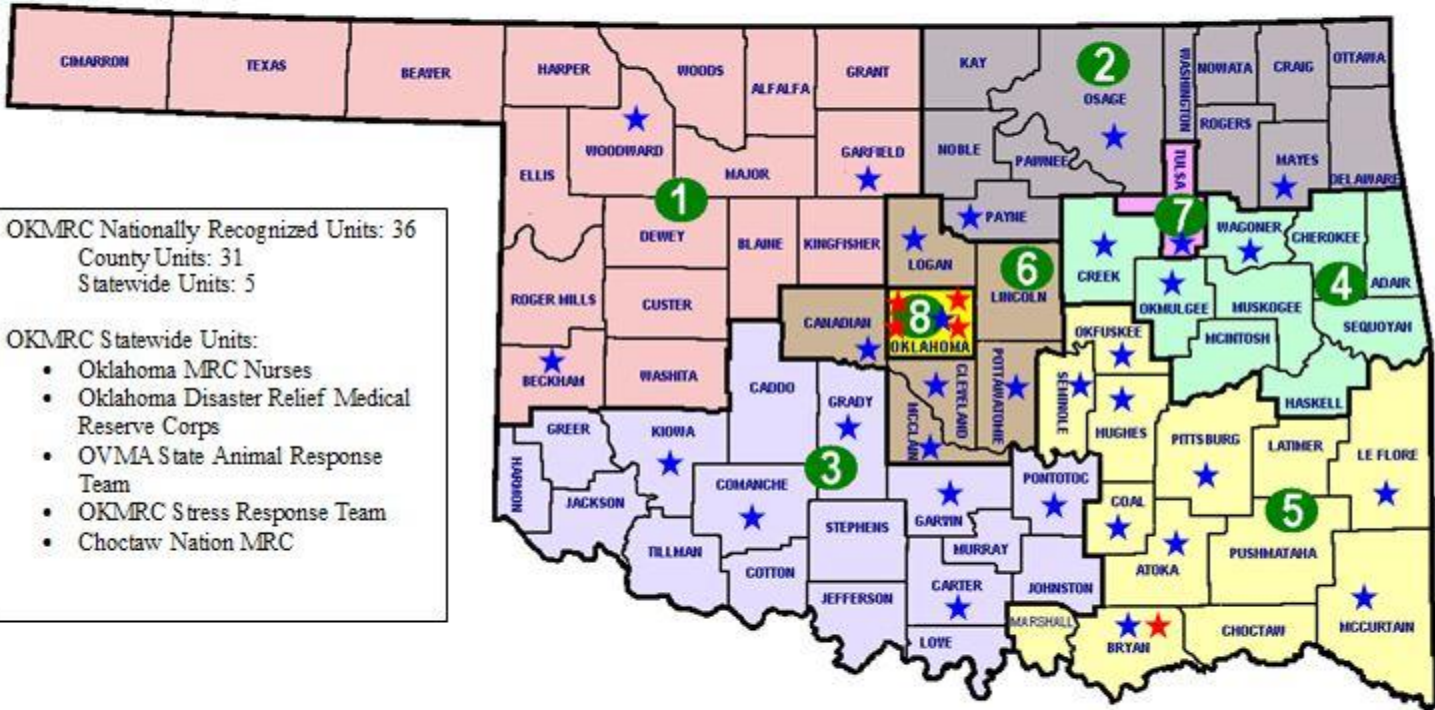 CIMARRON
TEXAS
BEAVER
HARPER
WOODS
ALFALFA
GRANT
KAY
2
OSAGE
WASHINGTON
NOWATA
CRAIG
OTTAWA
WOODWARD
ELLIS
MAJOR
GARFIELD
NOBLE
PAWNEE
ROGERS
TULSA
MAYES
DELAWARE
OKMRC Nationally Recognized Units: 36
County Units: 31
Statewide Units: 5
OKMRC Statewide Units:
• Oklahoma MRC Nurses
• Oklahoma Disaster Relief Medical
Reserve Corps
• OVMA State Animal Response
Team
• OKMRC Stress Response Team
• Choctaw Nation MRC
1
DEWEY
BLAINE
KINGFISHER
PAYNE
LOGAN
6
LINCOLN
7
CREEK
WAGONER
CHEROKEE
4
ADAIR
ROGER MILLS
CUSTER
CANADIAN
8
OKLAHOMA
OKMULGEE
MUSKOGEE
SEQUOYAH
OKFUSKEE
MCINTOSH
BECKHAM
WASHITA
CADDO
GRADY
CLEVELAND
MCCLAIN
POTTAWATOMIE
SEMINOLE
HUGHES
HASKELL
GREER
KIOWA
HARMON
JACKSON
COMANCHE
3
STEPHENS
GARVIN
PONTOTOC
COAL
PITTSBURG
LATIMER
LE FLORE
5
TILLMAN
COTTON
JEFFERSON
MURRAY
CARTER
JOHNSTON
LOVE
ATOKA
PUSHMATAHA
MARSHALL
BRYAN
CHOCTAW
MCCURTAIN